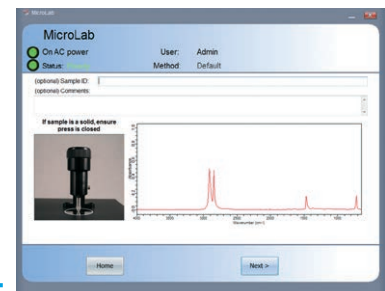 MicroLab
MicroLab
On AC power
User: Admin
Status:
Method: Default
(optional) Sample ID:
(optional) Comments:
If sample is a solid, ensure
press is closed
Home
Next >